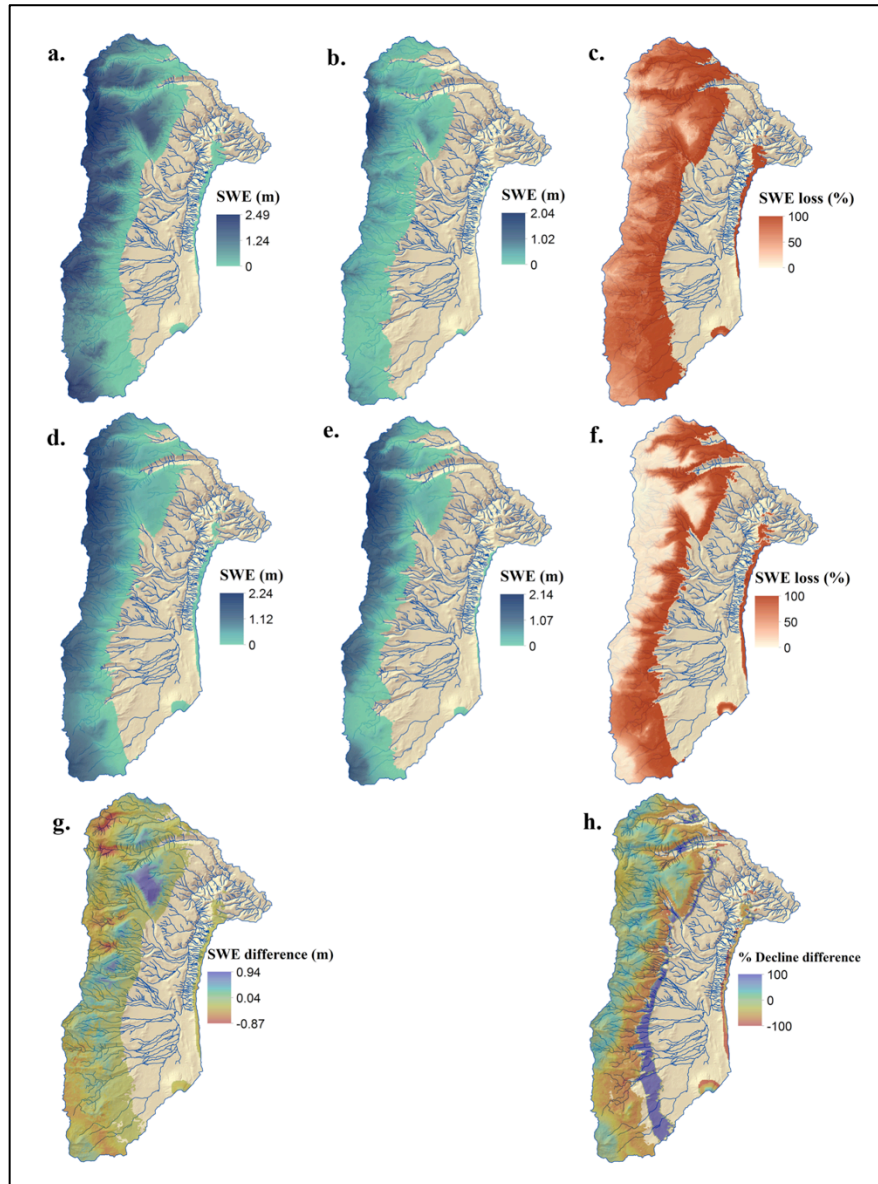 a.
b.
c.
SWE (m)
2.49
1.24
0
SWE (m)
2.04
1.02
0
SWE loss (%)
100
50
0
d.
e.
f.
SWE (m)
2.24
1.12
0
SWE (m)
2.14
1.07
0
SWE loss (%)
100
50
0
g.
h.
SWE difference (m)
0.94
0.04
-0.87
% Decline difference
100
0
-100